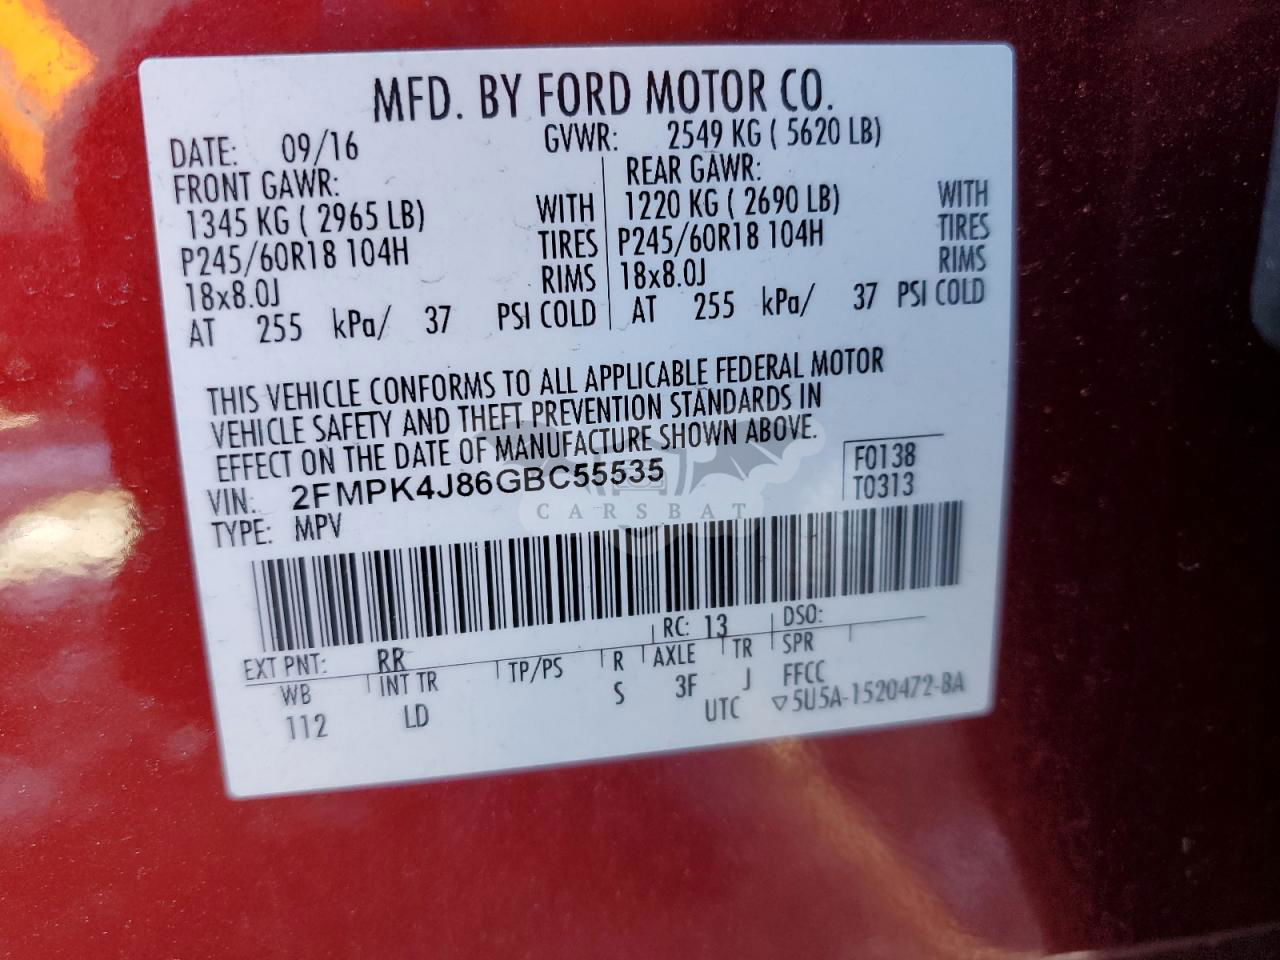 MFD. BY FORD MOTOR CO.
DATE: 09/16 GVWR: 2549 KG ( 5620 LB)
FRONT GAWR: REAR GAWR:
1345 KG ( 2965 LB) WITH 1220 KG ( 2690 LB) WITH
P245/60R18 104H TIRES P245/60R18 104H TIRES
18x8.0J RIMS 18x8.0J RIMS
AT 255 kPa/ 37 PSI COLD AT 255 kPa/ 37 PSI COLD
THIS VEHICLE CONFORMS TO ALL APPLICABLE FEDERAL MOTOR
VEHICLE SAFETY AND THEFT PREVENTION STANDARDS IN
EFFECT ON THE DATE OF MANUFACTURE SHOWN ABOVE.
VIN: 2FMPK4J86GBC55535 F0138
TYPE: MPV T0313
CARSBAT
EXT PNT: RR RC: 13 DSO:
WB INT TR TP/PS R AXLE TR SPR
112 LD S 3F J FFCC
UTC ▽5U5A-1520472-BA